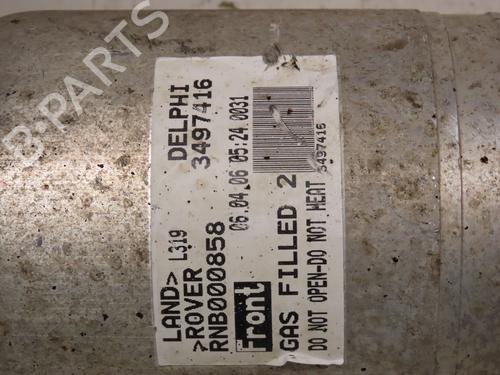 LAND> L319 DELPHI
>ROVER 3497416
RNB000858
06.04.06 05:24 0031
Front
GAS FILLED 2
3497416
DO NOT OPEN-DO NOT HEAT
B-PARTS